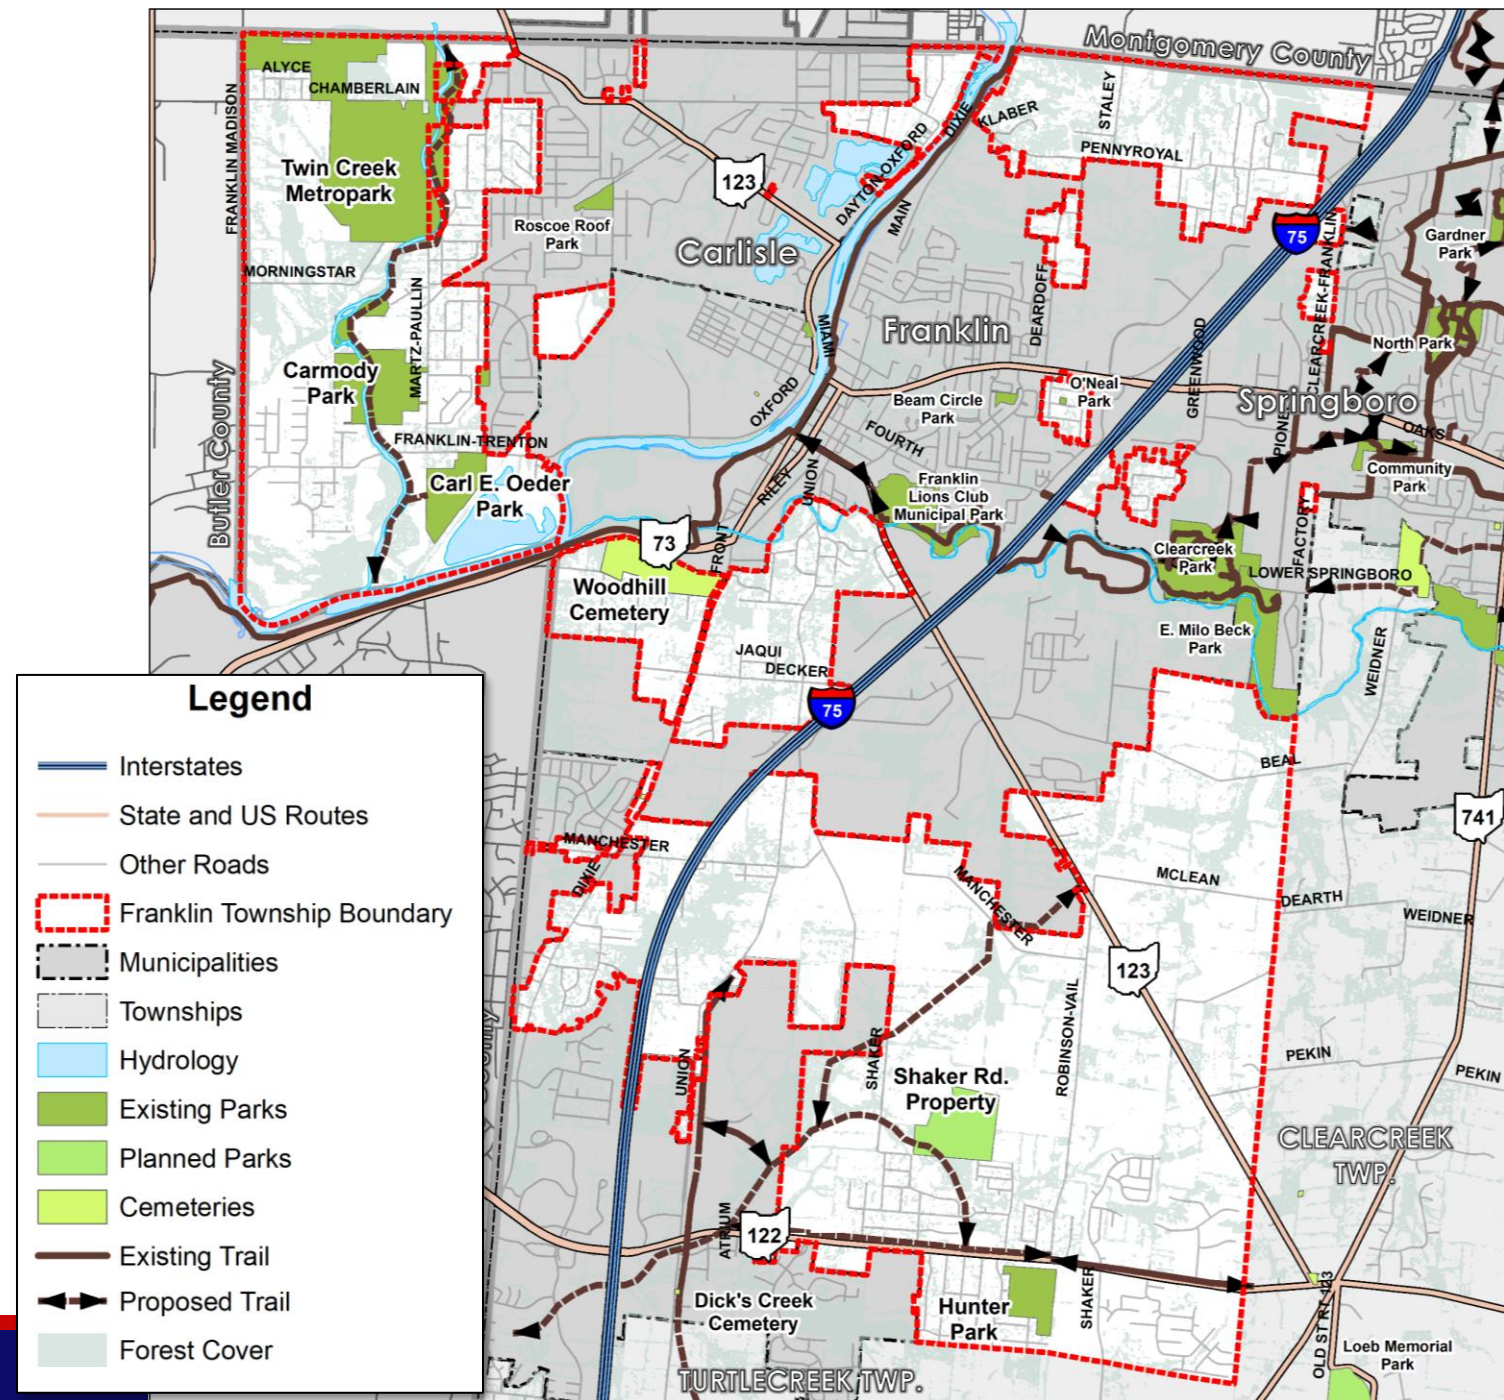 Montgomery County
ALYCE
CHAMBERLAIN
FRANKLIN MADISON
Twin Creek
Metropark
MORNINGSTAR
MARTZ-PAULLIN
Carmody
Park
Butler County
FRANKLIN-TRENTON
Carl E. Oeder
Park
Roscoe Roof
Park
123
Carlisle
DAYTON-OXFORD
DIXIE
MAIN
KLABER
STALEY
PENNYROYAL
75
CLEARCREEK-FRANKLIN
Gardner
Park
North Park
Franklin
DEARDOFF
GREENWOOD
MIAMI
OXFORD
Beam Circle
Park
O'Neal
Park
Springboro
OAKS
Community
Park
FOURTH
RILEY
UNION
Franklin
Lions Club
Municipal Park
FRONT
73
Woodhill
Cemetery
JAQUI
DECKER
75
Clearcreek
Park
FACTORY
LOWER SPRINGBORO
E. Milo Beck
Park
WEIDNER
BEAL
741
MANCHESTER
DIXIE
MANCHESTER
MCLEAN
DEARTH
WEIDNER
123
ROBINSON-VAIL
PEKIN
PEKIN
UNION
SHAKER
Shaker Rd.
Property
CLEARCREEK
TWP.
ATRIUM
122
Dick's Creek
Cemetery
Hunter
Park
SHAKER
OLD ST RT 123
Loeb Memorial
Park
TURTLECREEK TWP.
Legend
Interstates
State and US Routes
Other Roads
Franklin Township Boundary
Municipalities
Townships
Hydrology
Existing Parks
Planned Parks
Cemeteries
Existing Trail
Proposed Trail
Forest Cover